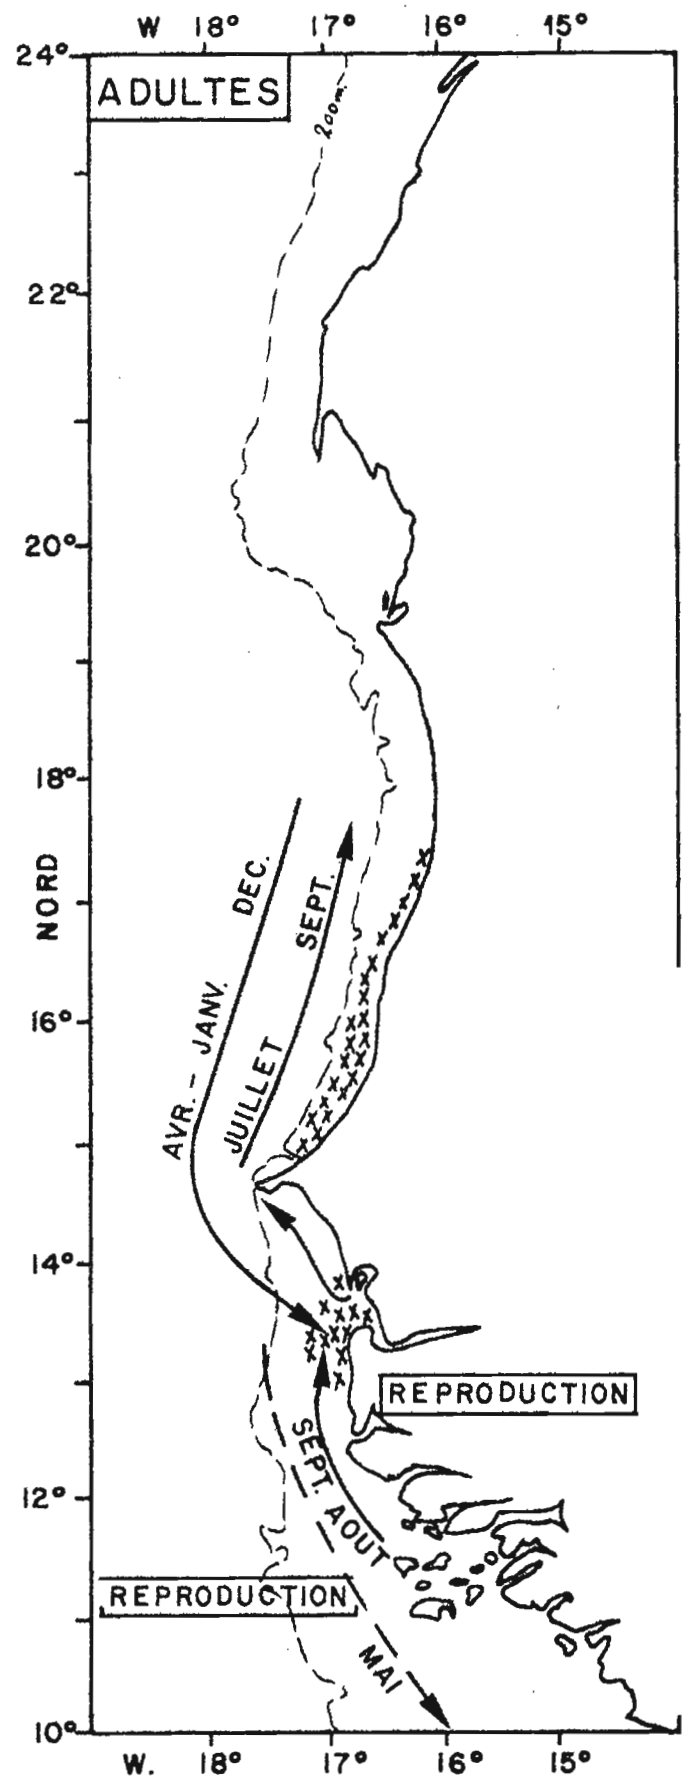 W 18° 17° 16° 15°
24°
ADULTES
200m.
22°
20°
18°
NORD
DEC.
SEPT.
16°
AVR. - JANV.
JUILLET
14°
REPRODUCTION
SEPT. AOUT
12°
REPRODUCTION
MAI
10°
W. 18° 17° 16° 15°